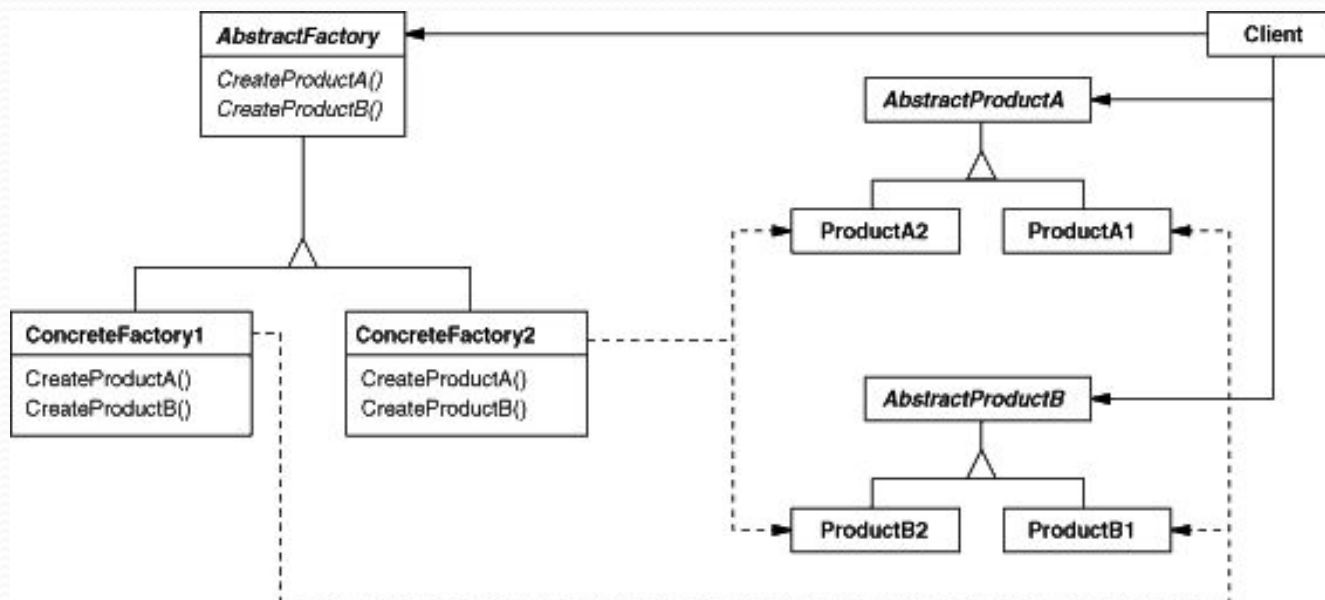 AbstractFactory
CreateProductA()
CreateProductB()
Client
AbstractProductA
ProductA2
ProductA1
ConcreteFactory1
CreateProductA()
CreateProductB()
ConcreteFactory2
CreateProductA()
CreateProductB()
AbstractProductB
ProductB2
ProductB1